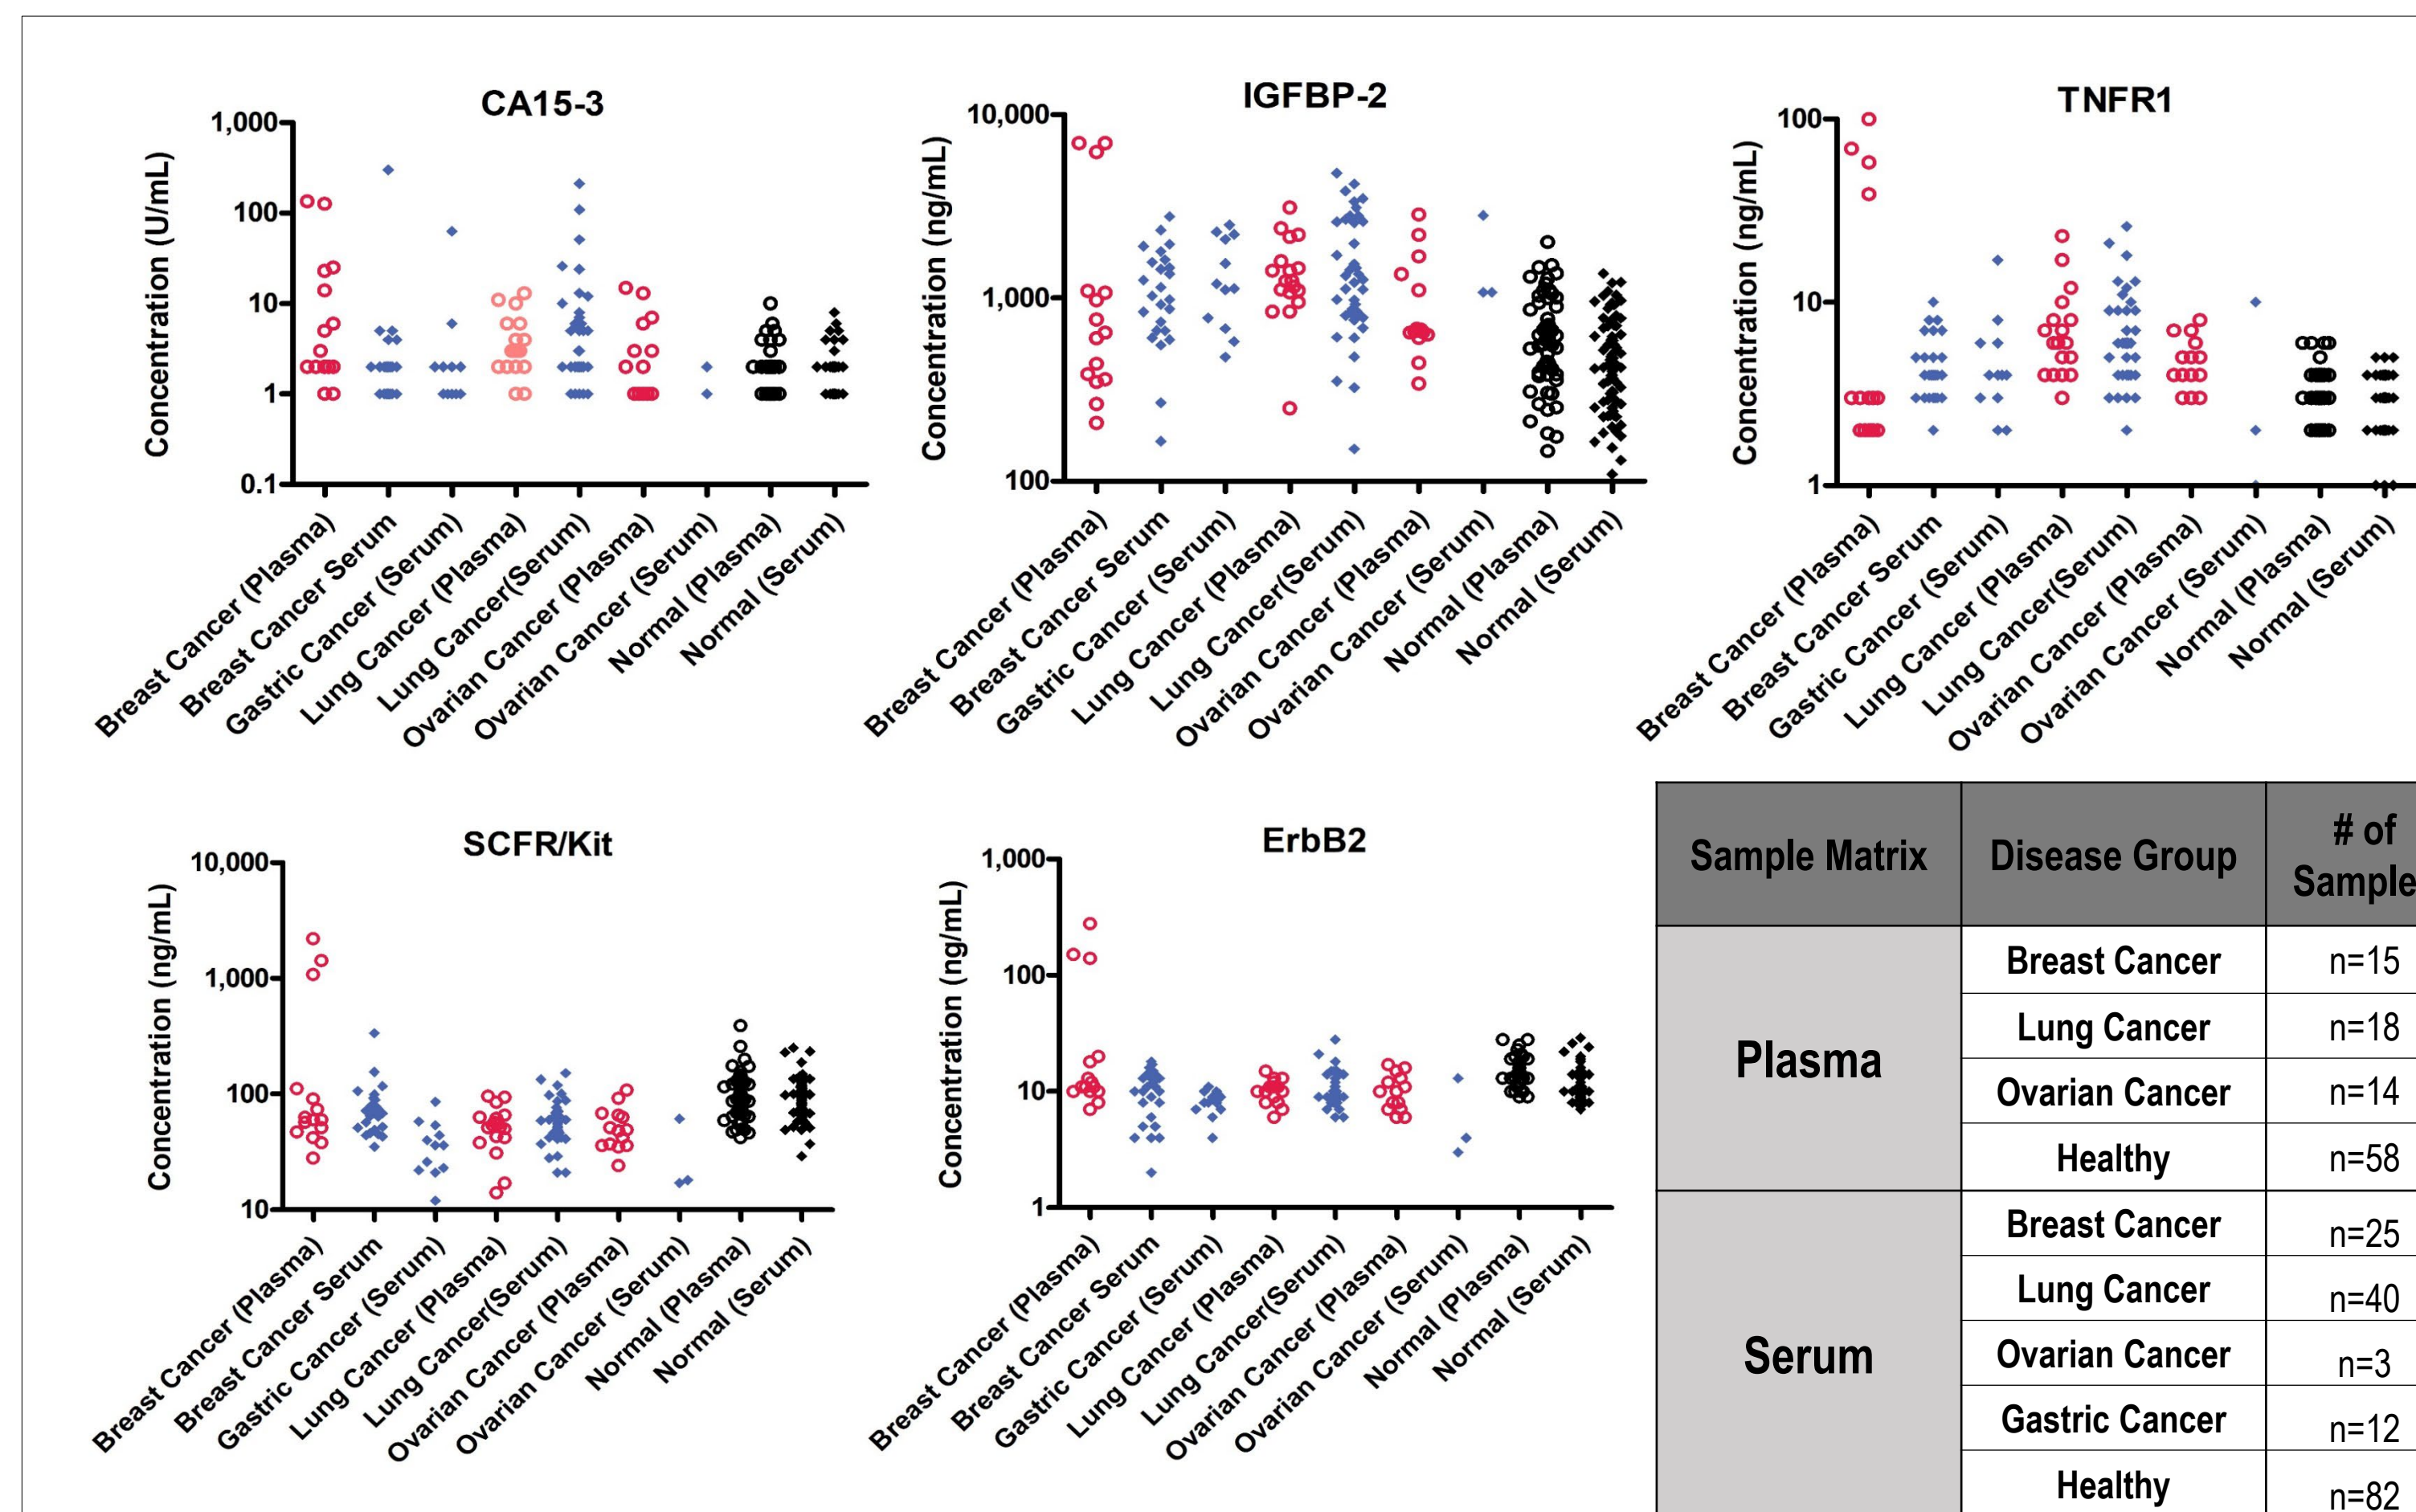 CA15-3
Concentration (U/mL)
1,000
100
10
1
0.1
Breast Cancer (Plasma)
Breast Cancer Serum
Gastric Cancer (Serum)
Lung Cancer (Plasma)
Lung Cancer(Serum)
Ovarian Cancer (Plasma)
Ovarian Cancer (Serum)
Normal (Plasma)
Normal (Serum)
IGFBP-2
Concentration (ng/mL)
10,000
1,000
100
Breast Cancer (Plasma)
Breast Cancer Serum
Gastric Cancer (Serum)
Lung Cancer (Plasma)
Lung Cancer(Serum)
Ovarian Cancer (Plasma)
Ovarian Cancer (Serum)
Normal (Plasma)
Normal (Serum)
TNFR1
Concentration (ng/mL)
100
10
1
Breast Cancer (Plasma)
Breast Cancer Serum
Gastric Cancer (Serum)
Lung Cancer (Plasma)
Lung Cancer(Serum)
Ovarian Cancer (Plasma)
Ovarian Cancer (Serum)
Normal (Plasma)
Normal (Serum)
SCFR/Kit
Concentration (ng/mL)
10,000
1,000
100
10
Breast Cancer (Plasma)
Breast Cancer Serum
Gastric Cancer (Serum)
Lung Cancer (Plasma)
Lung Cancer(Serum)
Ovarian Cancer (Plasma)
Ovarian Cancer (Serum)
Normal (Plasma)
Normal (Serum)
ErbB2
Concentration (ng/mL)
1,000
100
10
1
Breast Cancer (Plasma)
Breast Cancer Serum
Gastric Cancer (Serum)
Lung Cancer (Plasma)
Lung Cancer(Serum)
Ovarian Cancer (Plasma)
Ovarian Cancer (Serum)
Normal (Plasma)
Normal (Serum)
Sample Matrix
Disease Group
# of
Sample
Plasma
Breast Cancer
n=15
Lung Cancer
n=18
Ovarian Cancer
n=14
Healthy
n=58
Serum
Breast Cancer
n=25
Lung Cancer
n=40
Ovarian Cancer
n=3
Gastric Cancer
n=12
Healthy
n=82